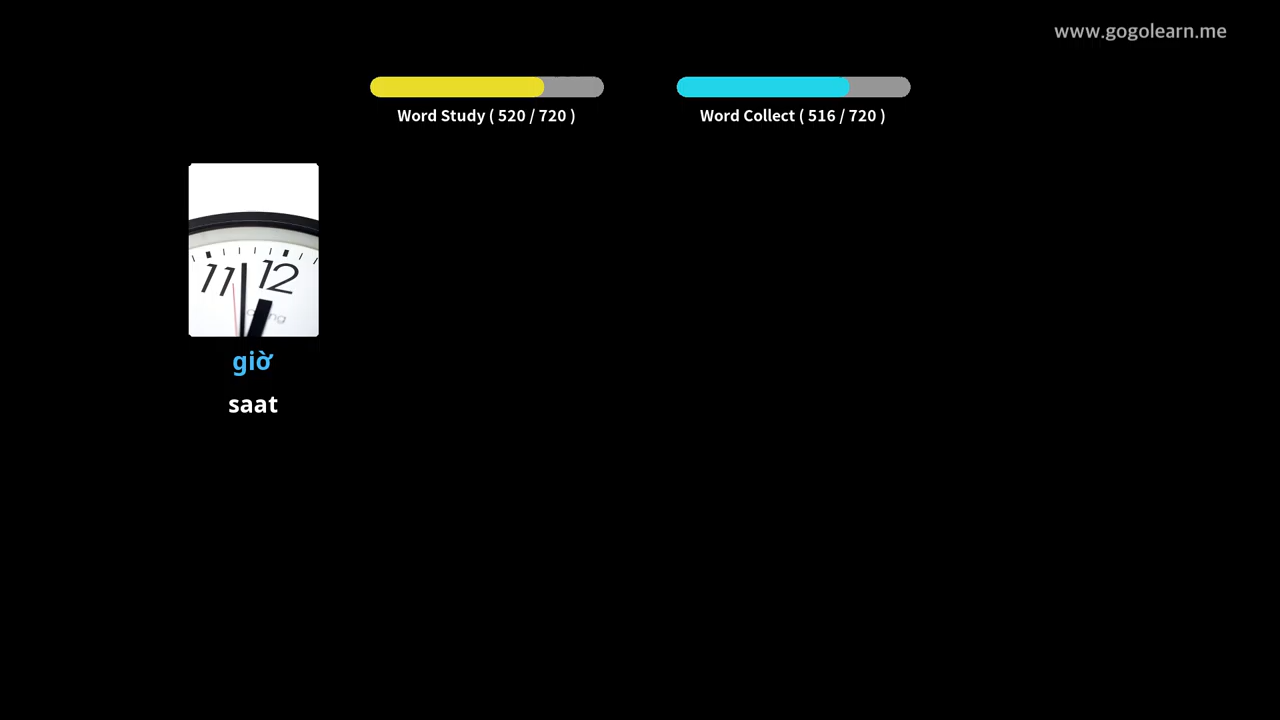 www.gogolearn.me
Word Study ( 520 / 720 )
Word Collect ( 516 / 720 )
11 12
giờ
saat